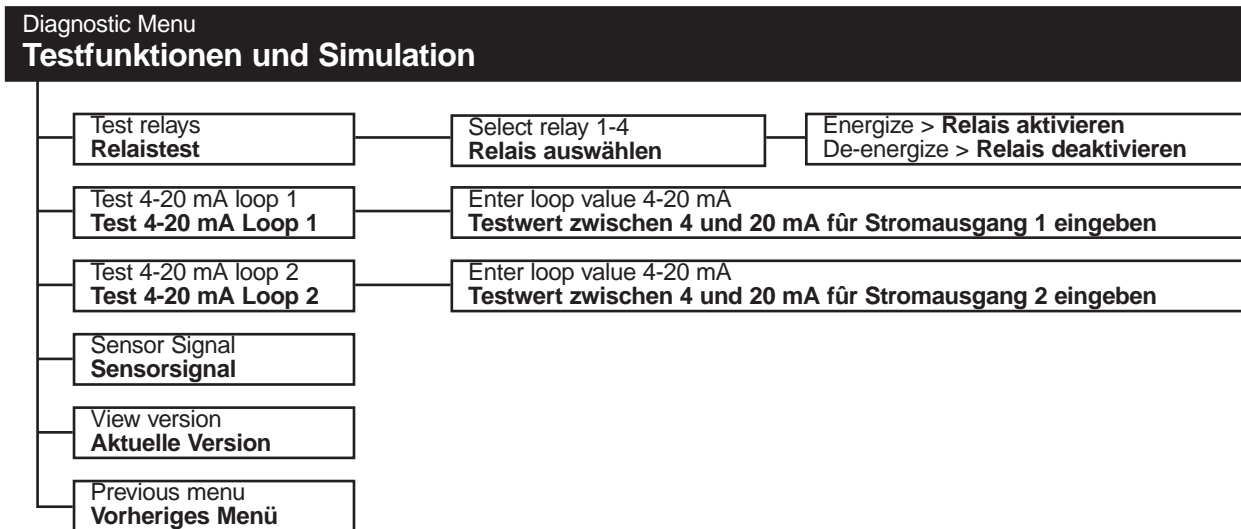 Diagnostic Menu
Testfunktionen und Simulation
Test relays
Relaistest
Select relay 1-4
Relais auswählen
Energize > Relais aktivieren
De-energize > Relais deaktivieren
Test 4-20 mA loop 1
Test 4-20 mA Loop 1
Enter loop value 4-20 mA
Testwert zwischen 4 und 20 mA fûr Stromausgang 1 eingeben
Test 4-20 mA loop 2
Test 4-20 mA Loop 2
Enter loop value 4-20 mA
Testwert zwischen 4 und 20 mA fûr Stromausgang 2 eingeben
Sensor Signal
Sensorsignal
View version
Aktuelle Version
Previous menu
Vorheriges Menü